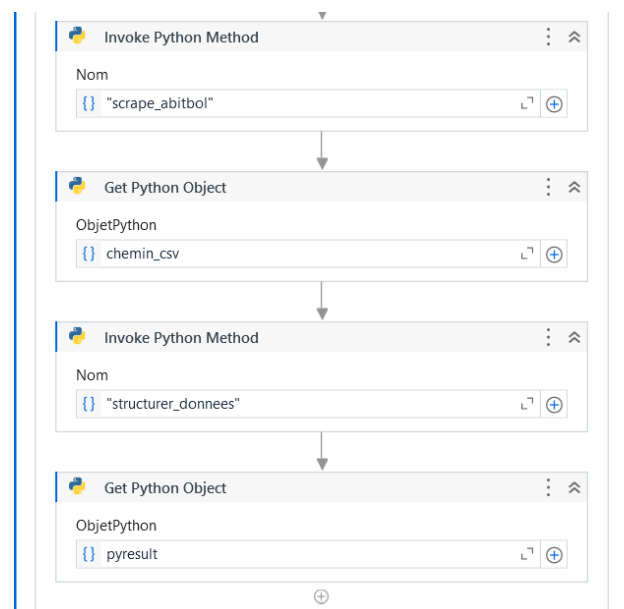 Invoke Python Method
Nom
"scrape_abitbol"
Get Python Object
ObjetPython
chemin_csv
Invoke Python Method
Nom
"structurer_donnees"
Get Python Object
ObjetPython
pyresult